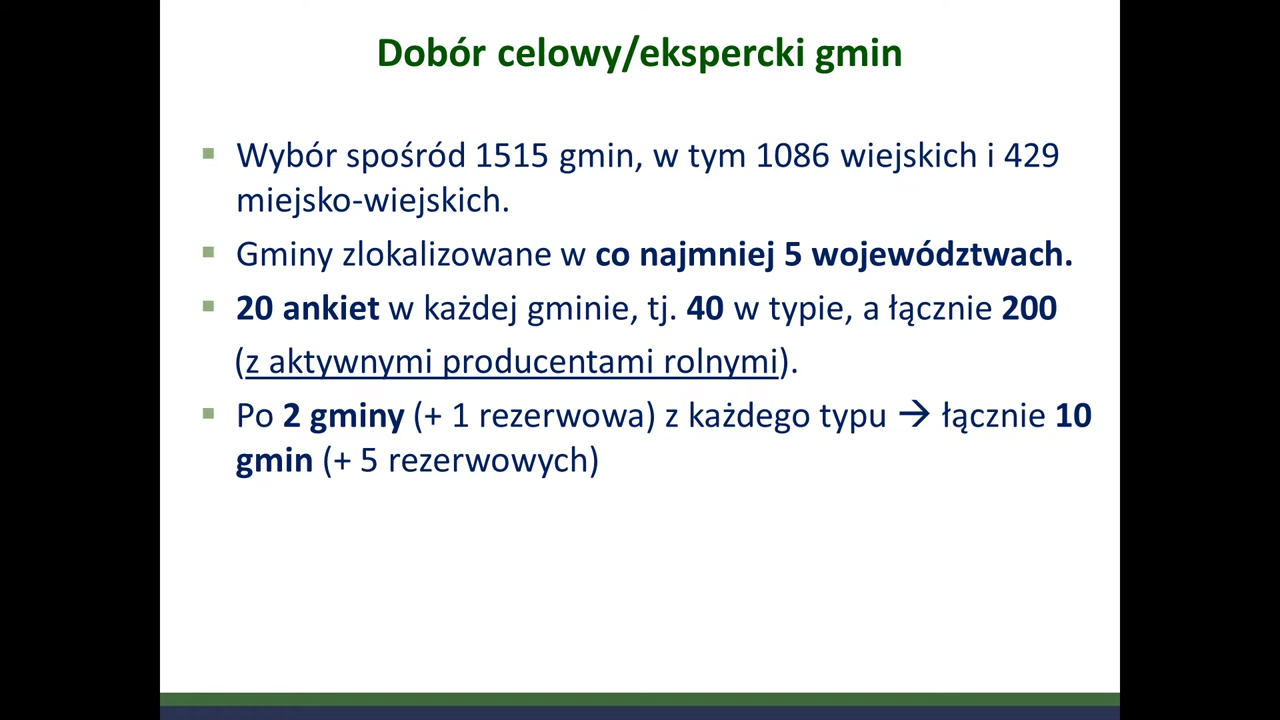 Dobór celowy/ekspercki gmin
▪ Wybór spośród 1515 gmin, w tym 1086 wiejskich i 429
miejsko-wiejskich.
▪ Gminy zlokalizowane w co najmniej 5 województwach.
▪ 20 ankiet w każdej gminie, tj. 40 w typie, a łącznie 200
(z aktywnymi producentami rolnymi).
▪ Po 2 gminy (+ 1 rezerwowa) z każdego typu → łącznie 10
gmin (+ 5 rezerwowych)